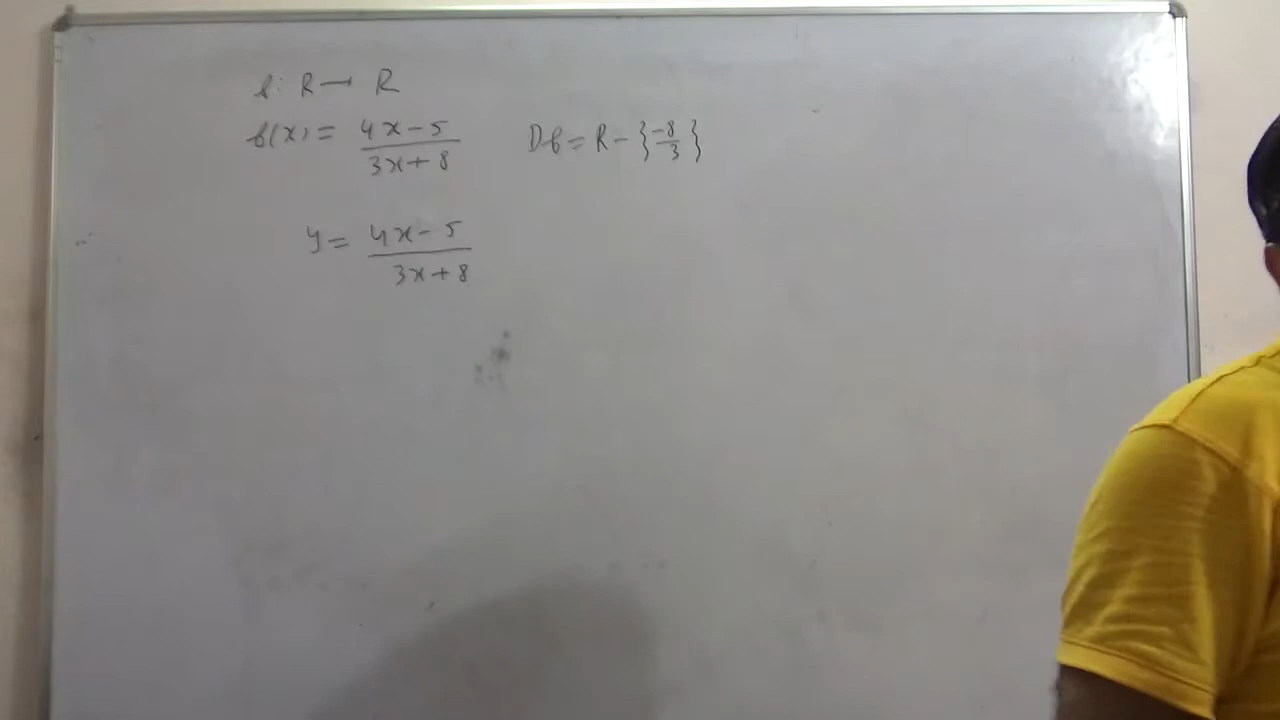 f: R → R
f(x) = 4x-5 / 3x+8    Df = R - {-8/3}
y = 4x-5 / 3x+8